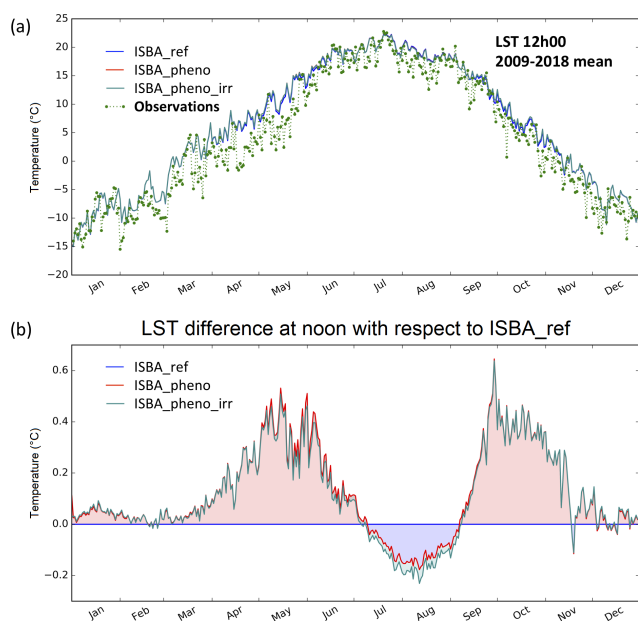 (a)
25
20
15
10
5
0
−5
−10
−15
−20
Temperature (°C)
ISBA_ref
ISBA_pheno
ISBA_pheno_irr
Observations
LST 12h00
2009-2018 mean
Jan Feb Mar Apr May Jun Jul Aug Sep Oct Nov Dec
(b)
LST difference at noon with respect to ISBA_ref
0.6
0.4
0.2
0.0
−0.2
Temperature (°C)
ISBA_ref
ISBA_pheno
ISBA_pheno_irr
Jan Feb Mar Apr May Jun Jul Aug Sep Oct Nov Dec